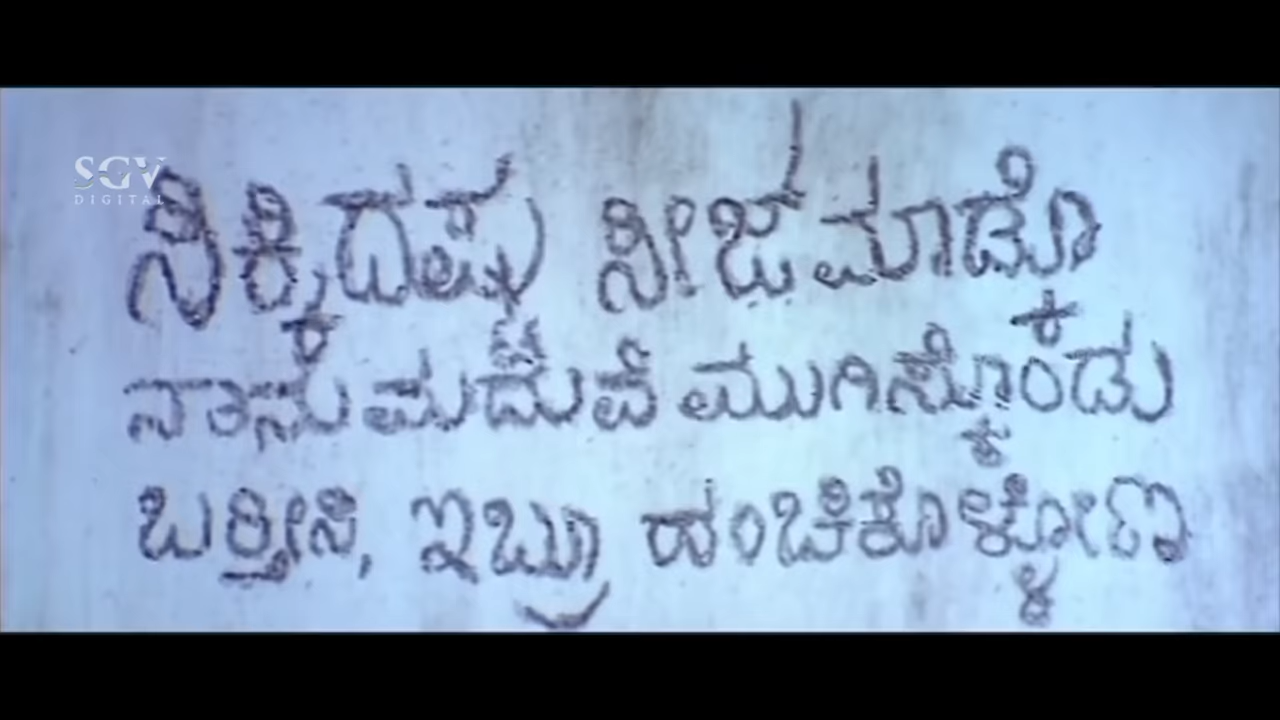 SGV
DIGITAL
ಸಿಕ್ಕಿದಷ್ಟು ಸೀಜ್ ಮಾಡ್ಕೊ
ನಾನು ಮದುವೆ ಮುಗಿಸ್ಕೊಂಡು
ಬರ್ತೀನಿ, ಇಬ್ರೂ ಹಂಚಿಕೊಳ್ಳೋಣ